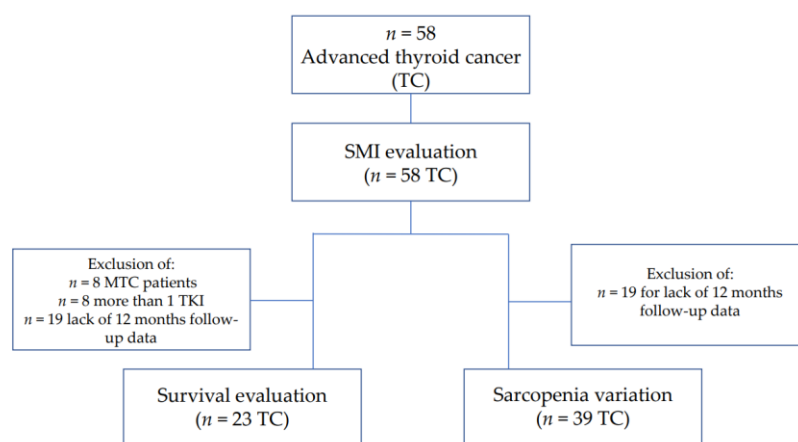 n = 58
Advanced thyroid cancer
(TC)
SMI evaluation
(n = 58 TC)
Exclusion of:
n = 8 MTC patients
n = 8 more than 1 TKI
n = 19 lack of 12 months follow-
up data
Exclusion of:
n = 19 for lack of 12 months
follow-up data
Survival evaluation
(n = 23 TC)
Sarcopenia variation
(n = 39 TC)